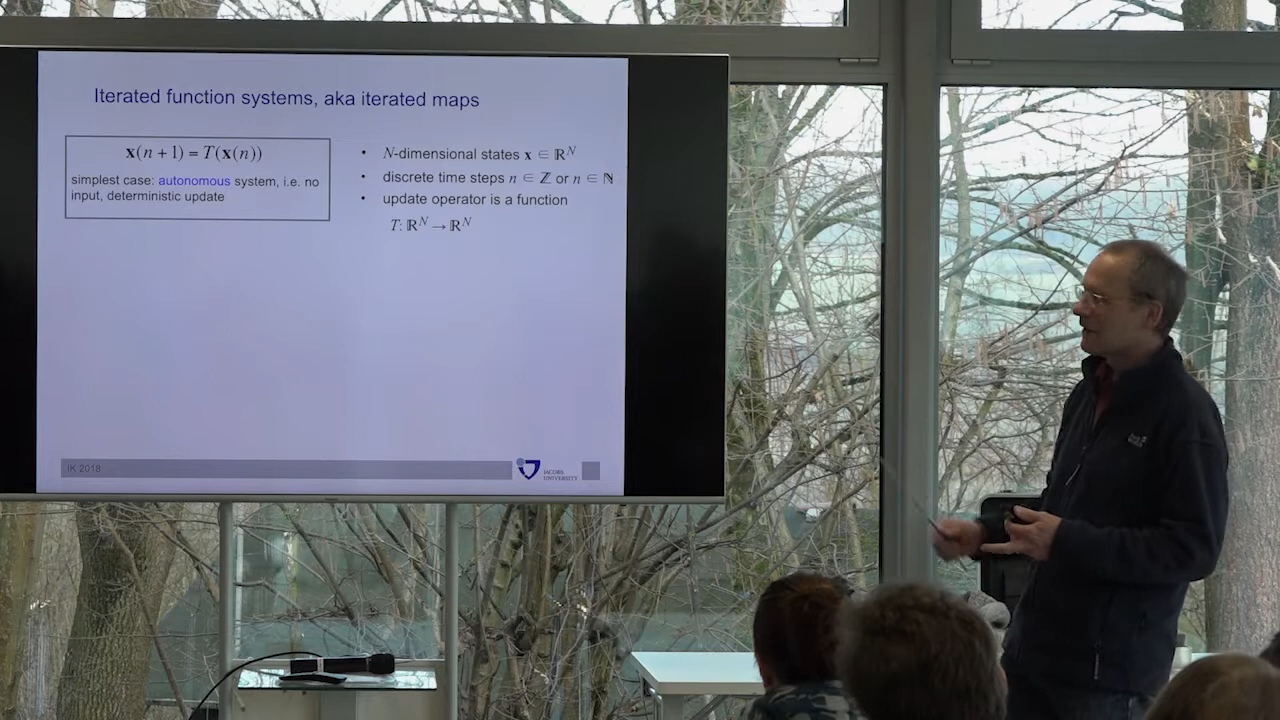 Iterated function systems, aka iterated maps
x(n + 1) = T(x(n))
simplest case: autonomous system, i.e. no
input, deterministic update
• N-dimensional states x ∈ ℝ^N
• discrete time steps n ∈ ℤ or n ∈ ℕ
• update operator is a function
T: ℝ^N → ℝ^N
IK 2018
JACOBS
UNIVERSITY